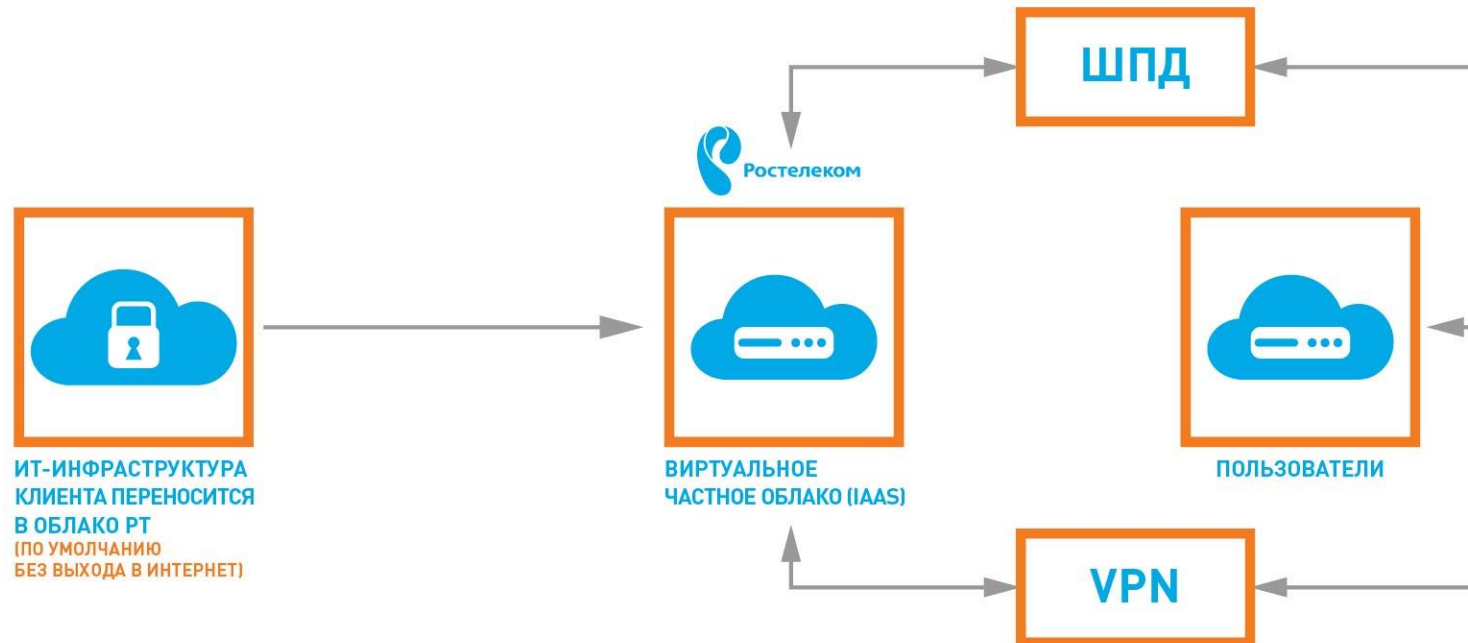 ШПД
Ростелеком
ИТ-ИНФРАСТРУКТУРА
КЛИЕНТА ПЕРЕНОСИТСЯ
В ОБЛАКО РТ
(ПО УМОЛЧАНИЮ
БЕЗ ВЫХОДА В ИНТЕРНЕТ)
ВИРТУАЛЬНОЕ
ЧАСТНОЕ ОБЛАКО (IAAS)
ПОЛЬЗОВАТЕЛИ
VPN